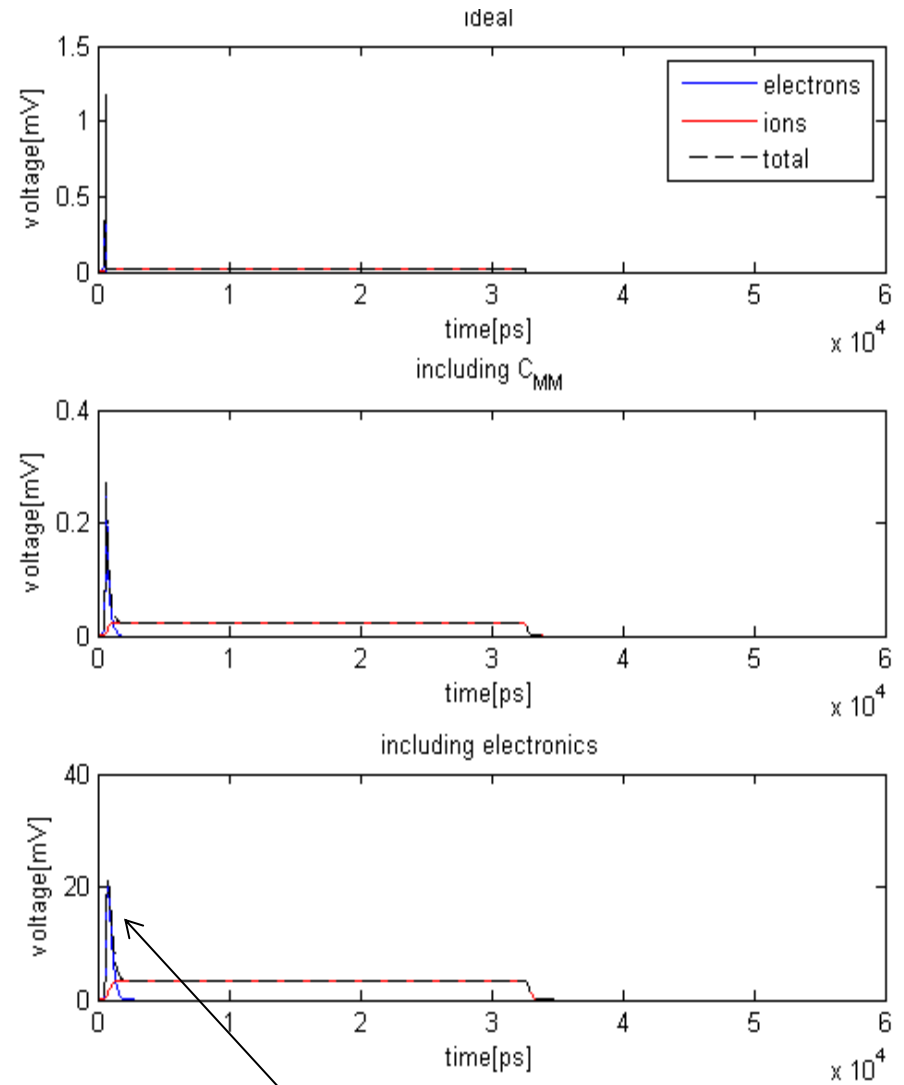 ideal
1.5
1
0.5
0
voltage[mV]
electrons
ions
total
0 1 2 3 4 5 6
time[ps]
x 10^4
including C_MM
0.4
0.2
0
voltage[mV]
0 1 2 3 4 5 6
time[ps]
x 10^4
including electronics
40
20
0
voltage[mV]
0 1 2 3 4 5 6
time[ps]
x 10^4